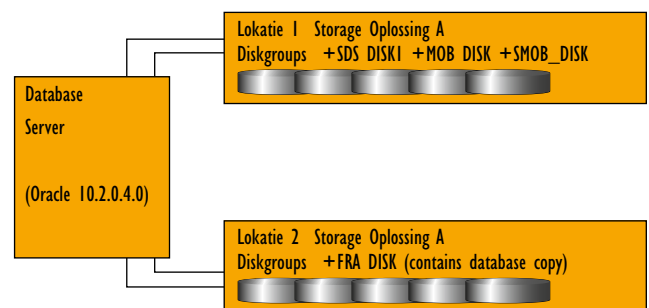 Lokatie 1 Storage Oplossing A
Diskgroups +SDS DISK1 +MOB DISK +SMOB_DISK
Database
Server
(Oracle 10.2.0.4.0)
Lokatie 2 Storage Oplossing A
Diskgroups +FRA DISK (contains database copy)